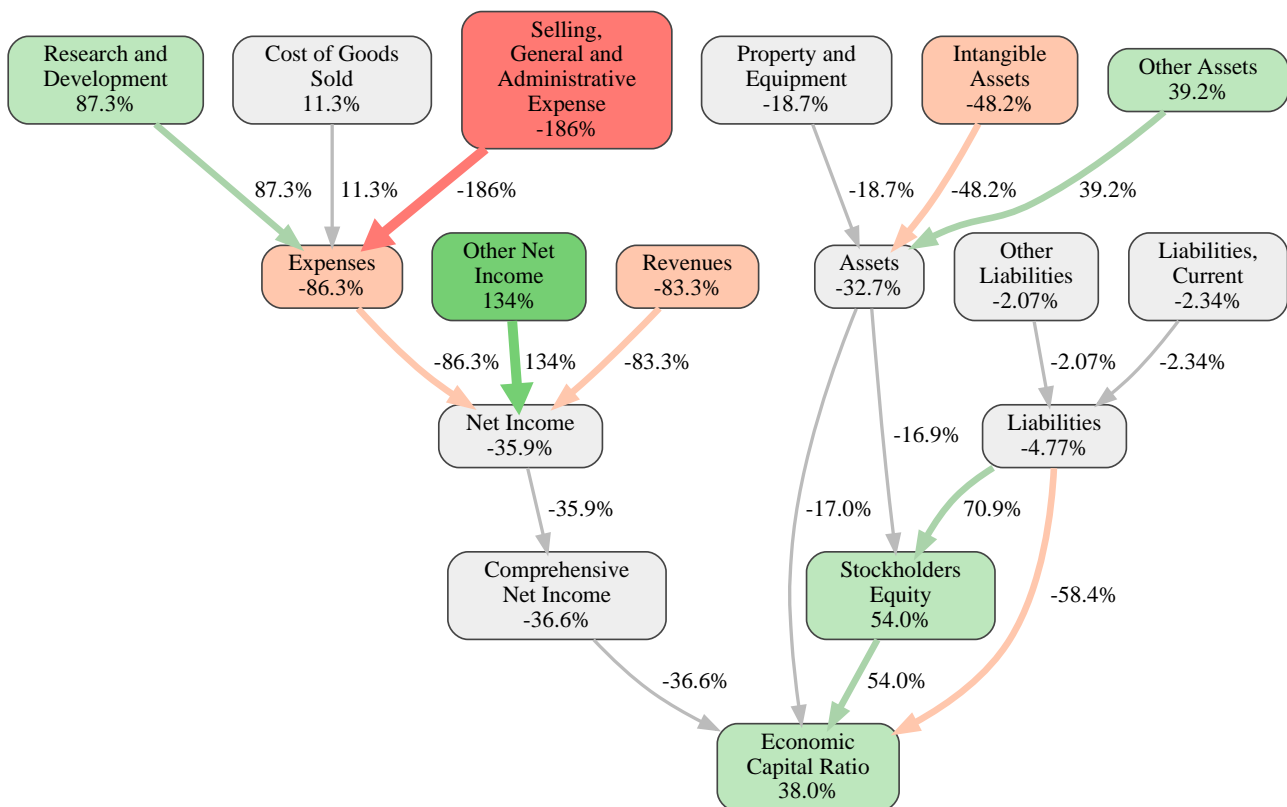 Research and
Development
87.3%
Cost of Goods
Sold
11.3%
Selling,
General and
Administrative
Expense
-186%
Property and
Equipment
-18.7%
Intangible
Assets
-48.2%
Other Assets
39.2%
87.3%
11.3%
-186%
-18.7%
-48.2%
39.2%
Expenses
-86.3%
Other Net
Income
134%
Revenues
-83.3%
Assets
-32.7%
Other
Liabilities
-2.07%
Liabilities,
Current
-2.34%
-86.3%
134%
-83.3%
-2.07%
-2.34%
Net Income
-35.9%
-16.9%
Liabilities
-4.77%
-35.9%
-17.0%
70.9%
Comprehensive
Net Income
-36.6%
Stockholders
Equity
54.0%
-58.4%
-36.6%
54.0%
Economic
Capital Ratio
38.0%